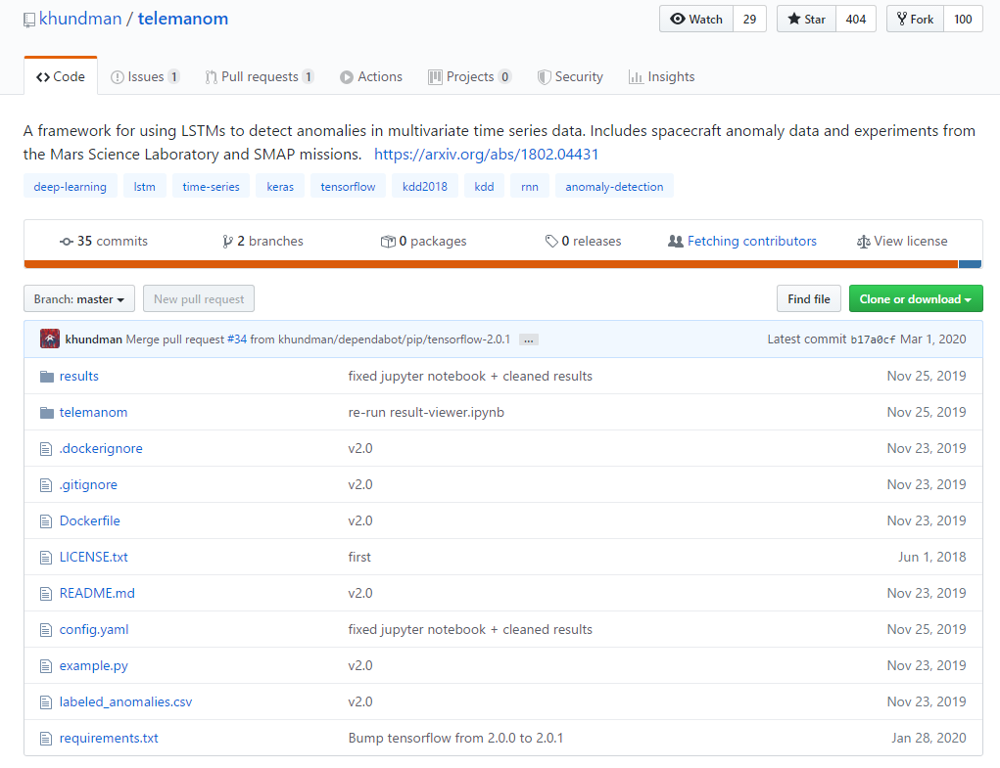 khundman / telemanom Watch 29 Star 404 Fork 100
Code Issues 1 Pull requests 1 Actions Projects 0 Security Insights
A framework for using LSTMs to detect anomalies in multivariate time series data. Includes spacecraft anomaly data and experiments from
the Mars Science Laboratory and SMAP missions. https://arxiv.org/abs/1802.04431
deep-learning lstm time-series keras tensorflow kdd2018 kdd rnn anomaly-detection
35 commits 2 branches 0 packages 0 releases Fetching contributors View license
Branch: master New pull request Find file Clone or download
khundman Merge pull request #34 from khundman/dependabot/pip/tensorflow-2.0.1 ... Latest commit b17a0cf Mar 1, 2020
results fixed jupyter notebook + cleaned results Nov 25, 2019
telemanom re-run result-viewer.ipynb Nov 25, 2019
.dockerignore v2.0 Nov 23, 2019
.gitignore v2.0 Nov 23, 2019
Dockerfile v2.0 Nov 23, 2019
LICENSE.txt first Jun 1, 2018
README.md v2.0 Nov 23, 2019
config.yaml fixed jupyter notebook + cleaned results Nov 25, 2019
example.py v2.0 Nov 23, 2019
labeled_anomalies.csv v2.0 Nov 23, 2019
requirements.txt Bump tensorflow from 2.0.0 to 2.0.1 Jan 28, 2020